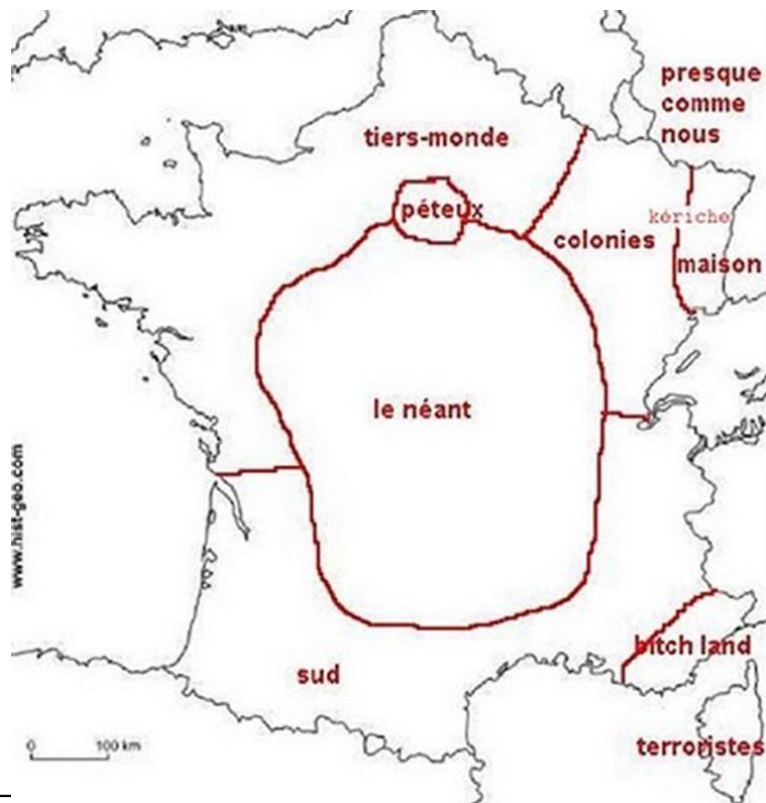 presque
comme
nous
tiers-monde
péteux
kériche
colonies
maison
le néant
www.hist-geo.com
bitch land
sud
0 100 km
terroristes